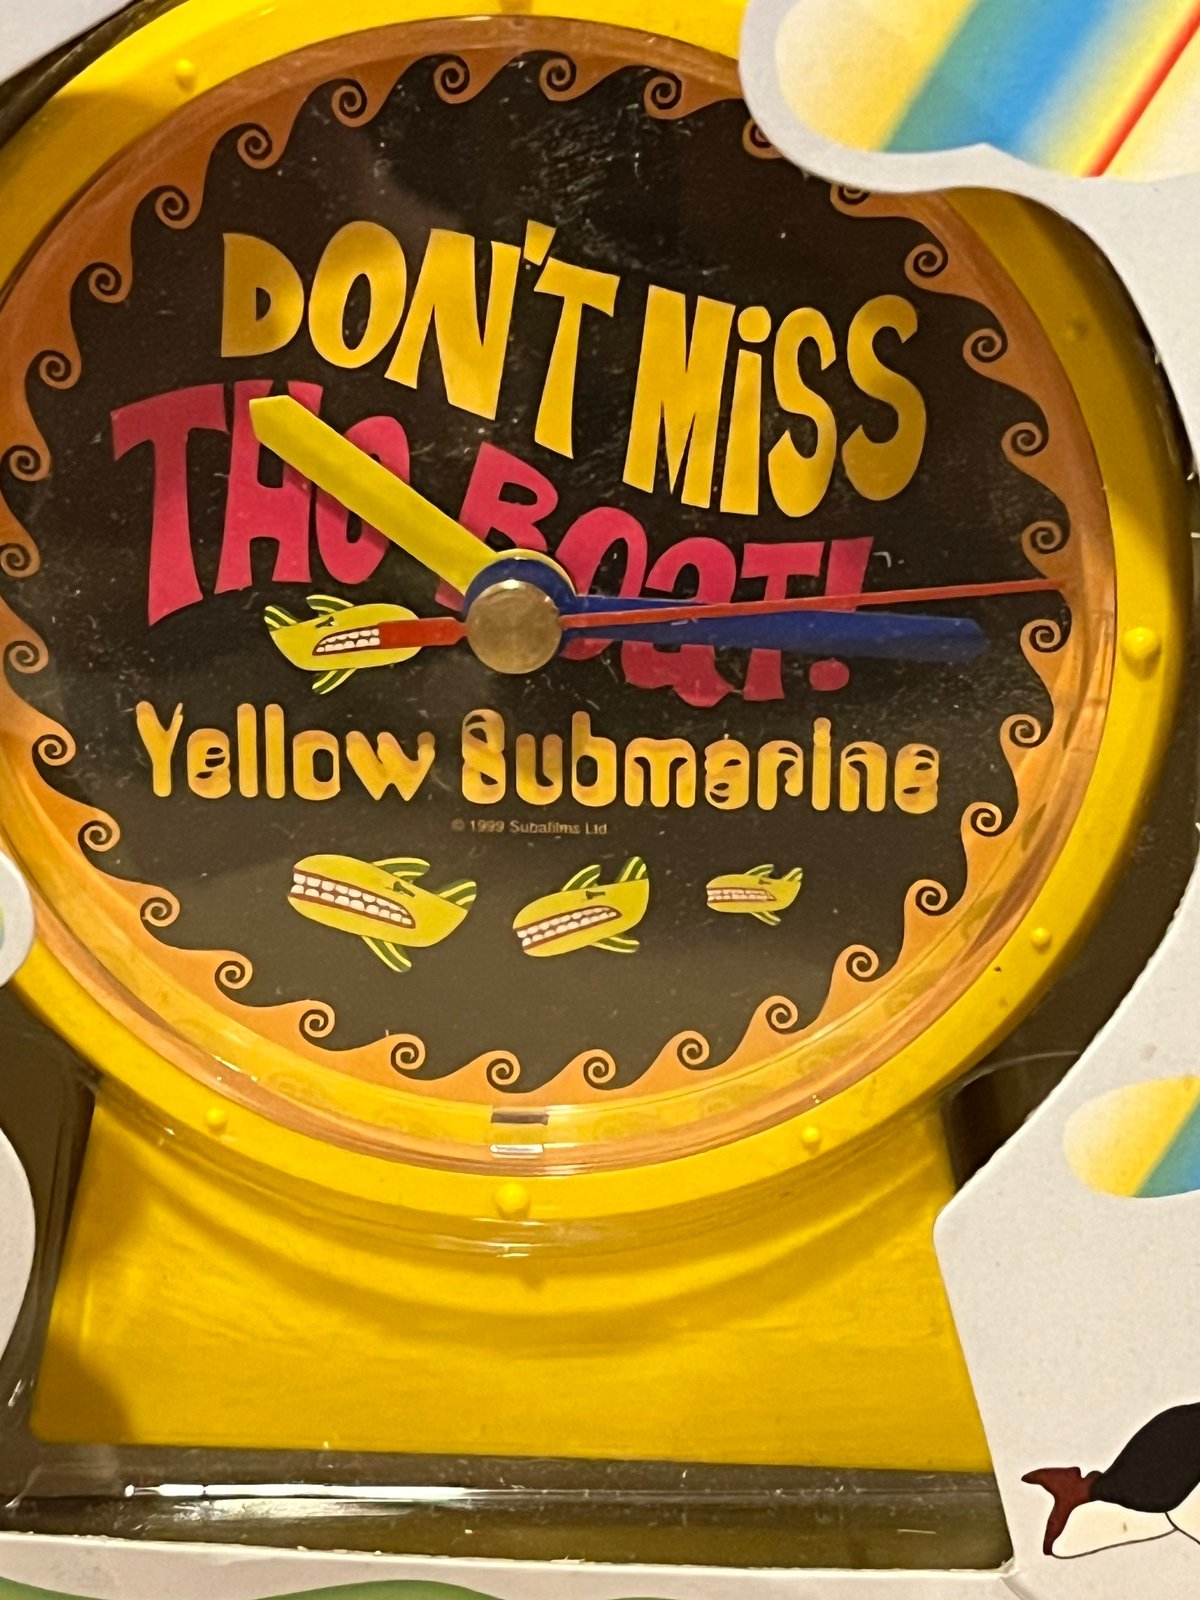 DON'T MiSS
THe BOaT!
Yellow Submarine
© 1999 Subafilms Ltd